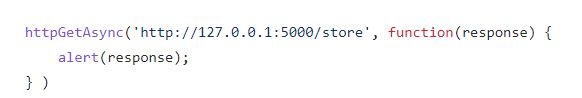 httpGetAsync('http://127.0.0.1:5000/store', function(response) {
    alert(response);
} )